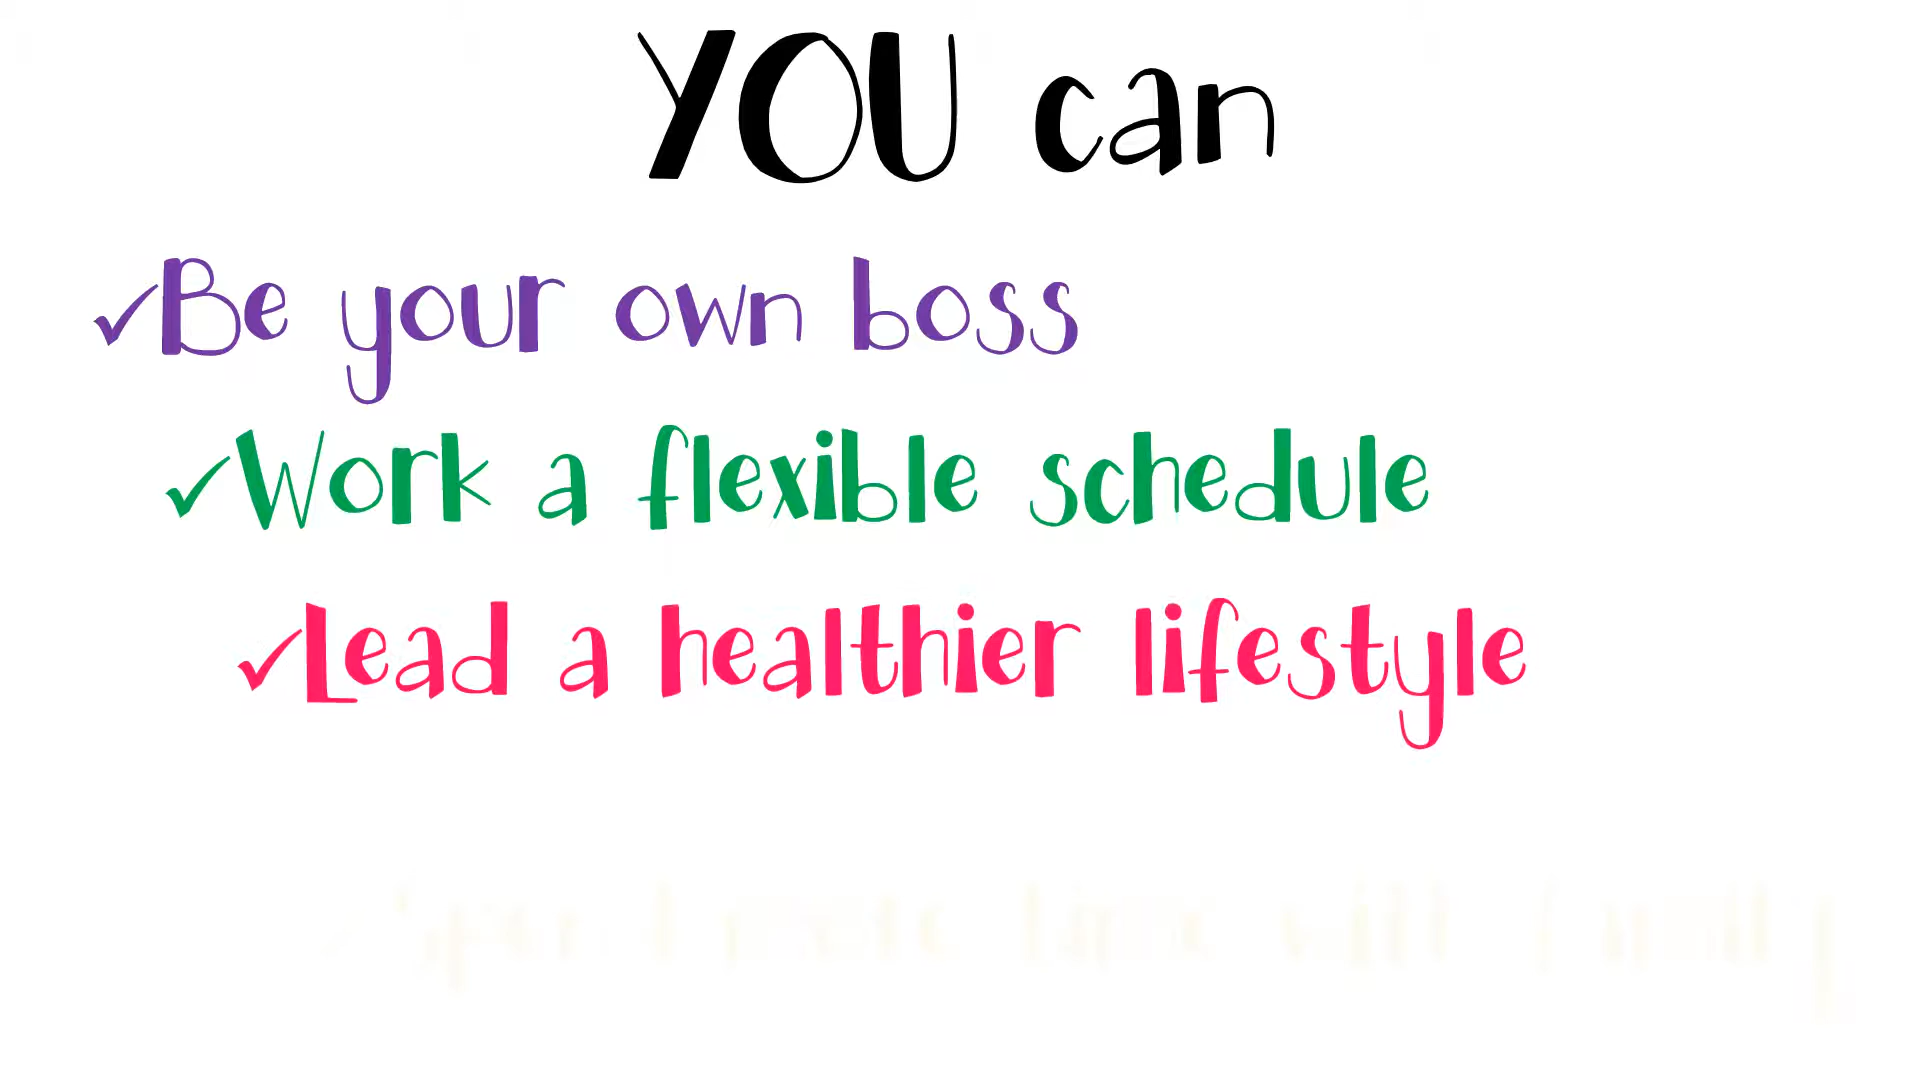 YOU can
✓Be your own boss
✓Work a flexible schedule
✓Lead a healthier lifestyle